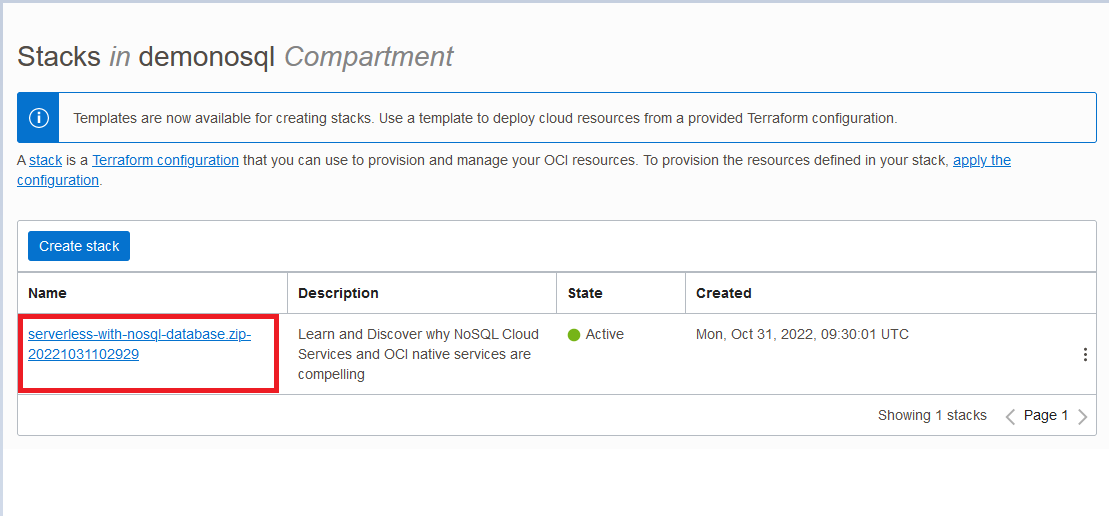 Stacks in demonosql Compartment
Templates are now available for creating stacks. Use a template to deploy cloud resources from a provided Terraform configuration.
A stack is a Terraform configuration that you can use to provision and manage your OCI resources. To provision the resources defined in your stack, apply the
configuration.
Create stack
Name Description State Created
serverless-with-nosql-database.zip- Learn and Discover why NoSQL Cloud Active Mon, Oct 31, 2022, 09:30:01 UTC
20221031102929 Services and OCI native services are
compelling
Showing 1 stacks Page 1